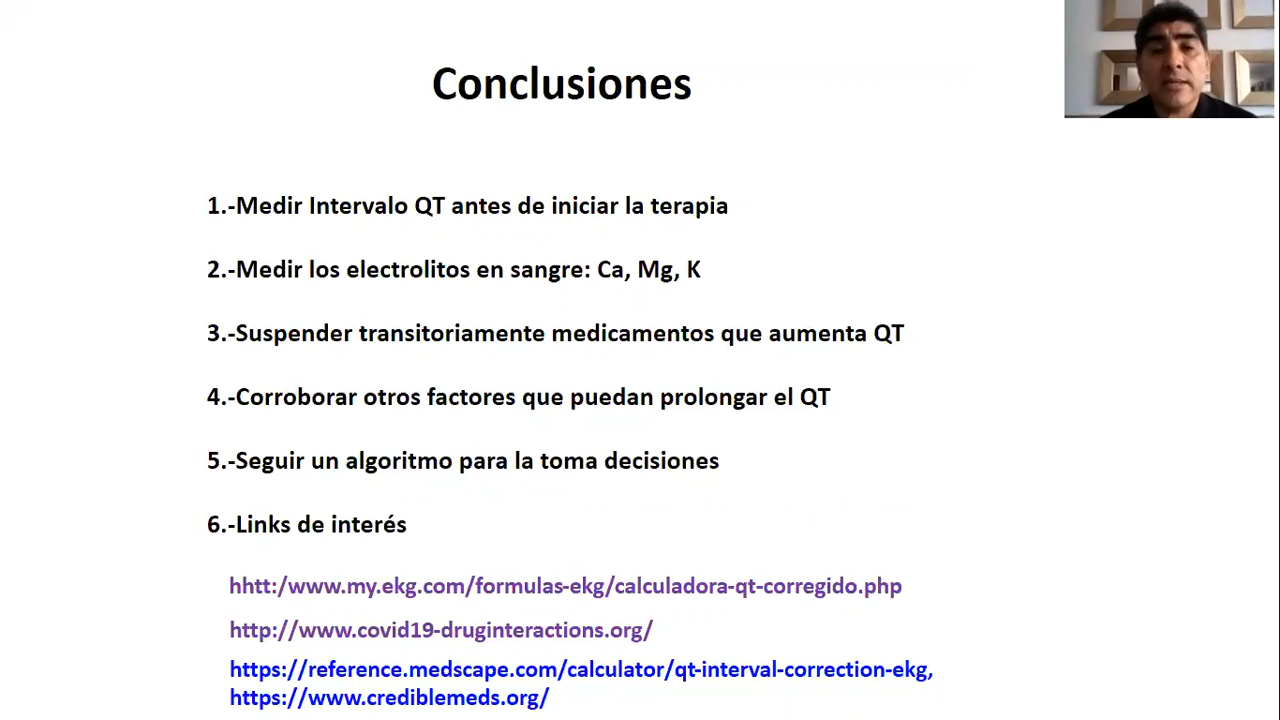 Conclusiones
1.-Medir Intervalo QT antes de iniciar la terapia
2.-Medir los electrolitos en sangre: Ca, Mg, K
3.-Suspender transitoriamente medicamentos que aumenta QT
4.-Corroborar otros factores que puedan prolongar el QT
5.-Seguir un algoritmo para la toma decisiones
6.-Links de interés
hhtt:/www.my.ekg.com/formulas-ekg/calculadora-qt-corregido.php
http://www.covid19-druginteractions.org/
https://reference.medscape.com/calculator/qt-interval-correction-ekg,
https://www.crediblemeds.org/